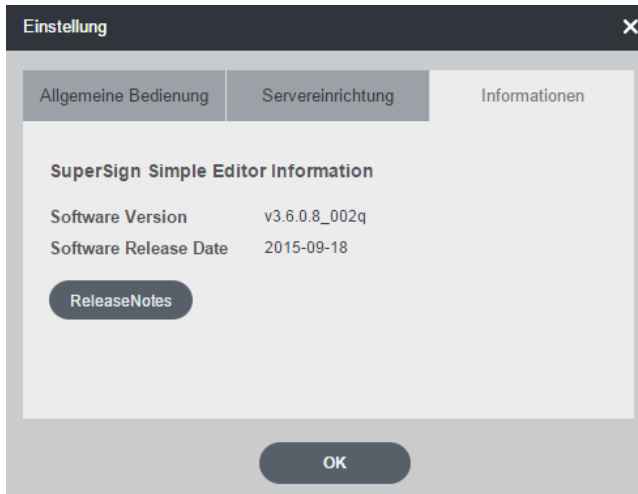 Einstellung
Allgemeine Bedienung Servereinrichtung Informationen
SuperSign Simple Editor Information
Software Version v3.6.0.8_002q
Software Release Date 2015-09-18
ReleaseNotes
OK